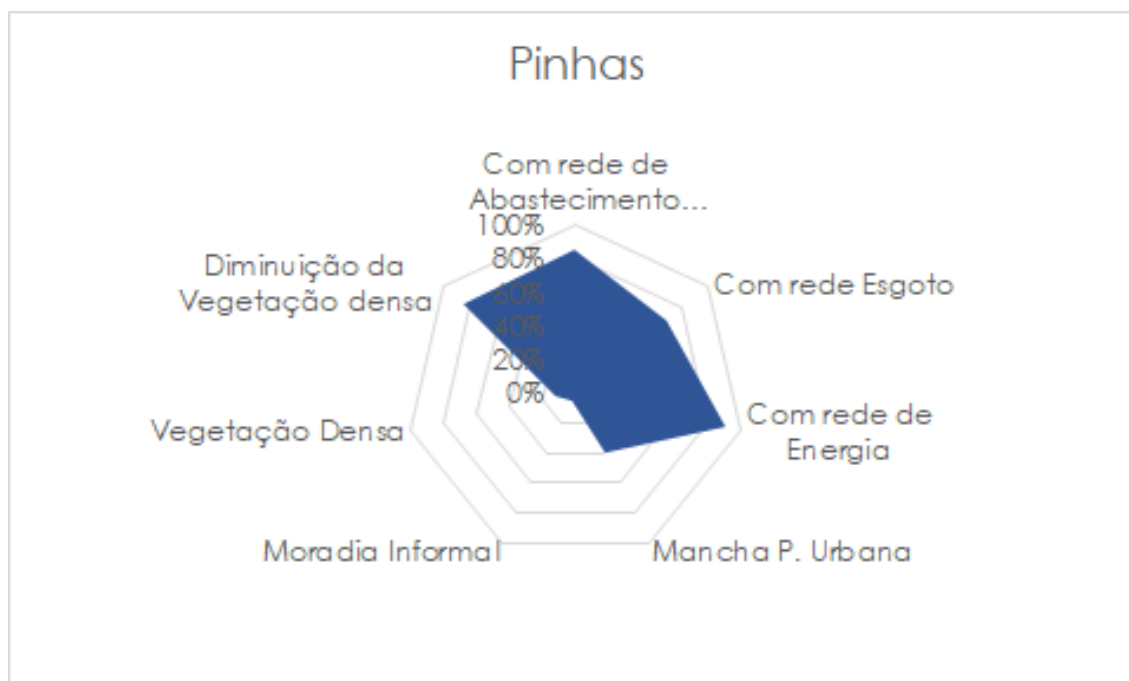 Pinhas
Com rede de
Abastecimento...
100%
80%
60%
40%
20%
0%
Com rede Esgoto
Com rede de
Energia
Mancha P. Urbana
Moradia Informal
Vegetação Densa
Diminuição da
Vegetação densa